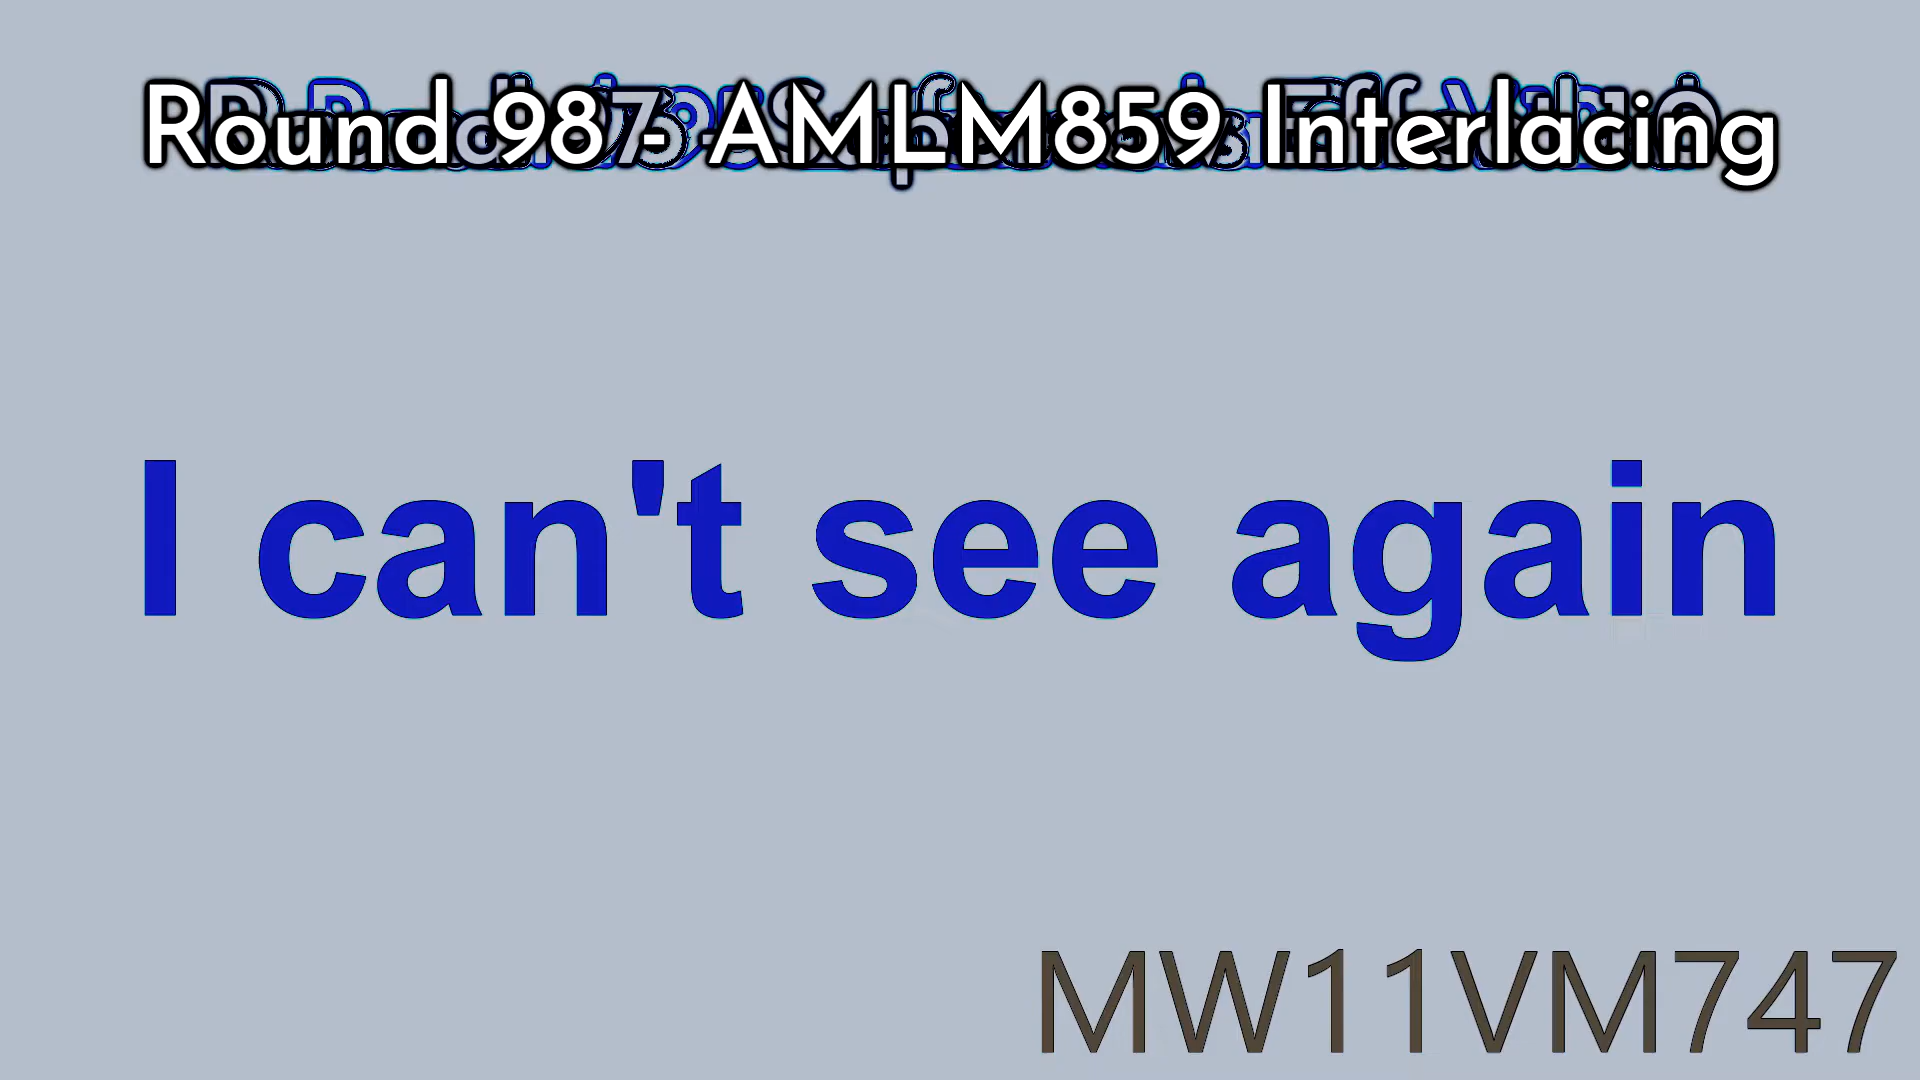 Round 987 - AMLM859 Interlacing
I can't see again
MW11VM747